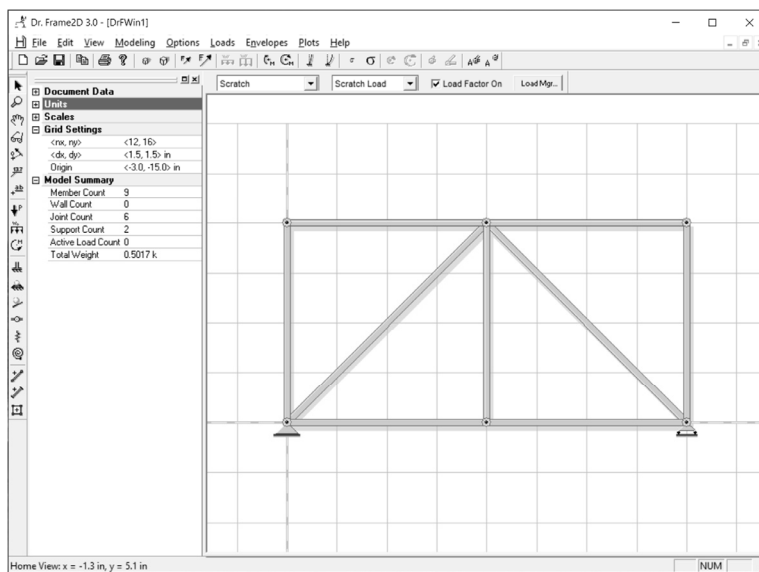 Dr. Frame2D 3.0 - [DrFWin1]
File Edit View Modeling Options Loads Envelopes Plots Help
Scratch Scratch Load Load Factor On Load Mgr...
Document Data
Units
Scales
Grid Settings
<nx, ny> <12, 16>
<dx, dy> <1.5, 1.5> in
Origin <-3.0, -15.0> in
Model Summary
Member Count 9
Wall Count 0
Joint Count 6
Support Count 2
Active Load Count 0
Total Weight 0.5017 k
Home View: x = -1.3 in, y = 5.1 in NUM